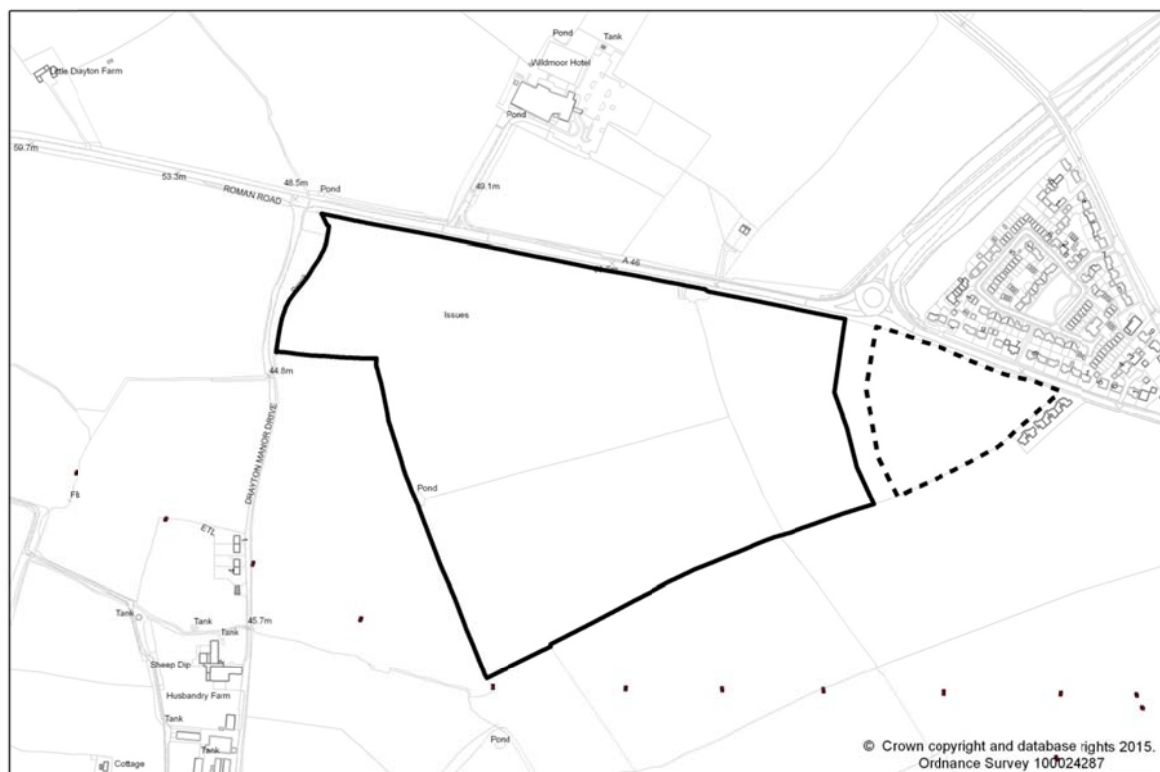 Pond
Tank
Wildmoor Hotel
Little Drayton Farm
Pond
59.7m
53.3m
48.5m
Pond
49.1m
ROMAN ROAD
A 46
Issues
44.8m
DRAYTON MANOR DRIVE
Pond
ETL
Tank
Tank
Tank
45.7m
Sheep Dip
Husbandry Farm
Tank
Tank
Pond
Cottage
© Crown copyright and database rights 2015.
Ordnance Survey 100024287